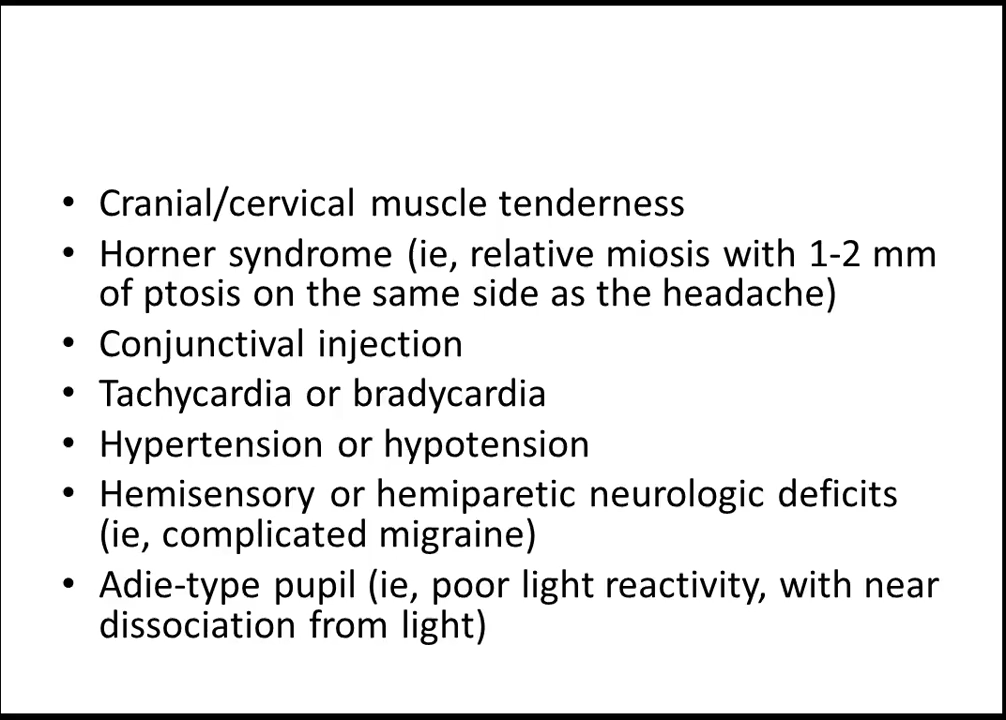 • Cranial/cervical muscle tenderness
• Horner syndrome (ie, relative miosis with 1-2 mm
of ptosis on the same side as the headache)
• Conjunctival injection
• Tachycardia or bradycardia
• Hypertension or hypotension
• Hemisensory or hemiparetic neurologic deficits
(ie, complicated migraine)
• Adie-type pupil (ie, poor light reactivity, with near
dissociation from light)